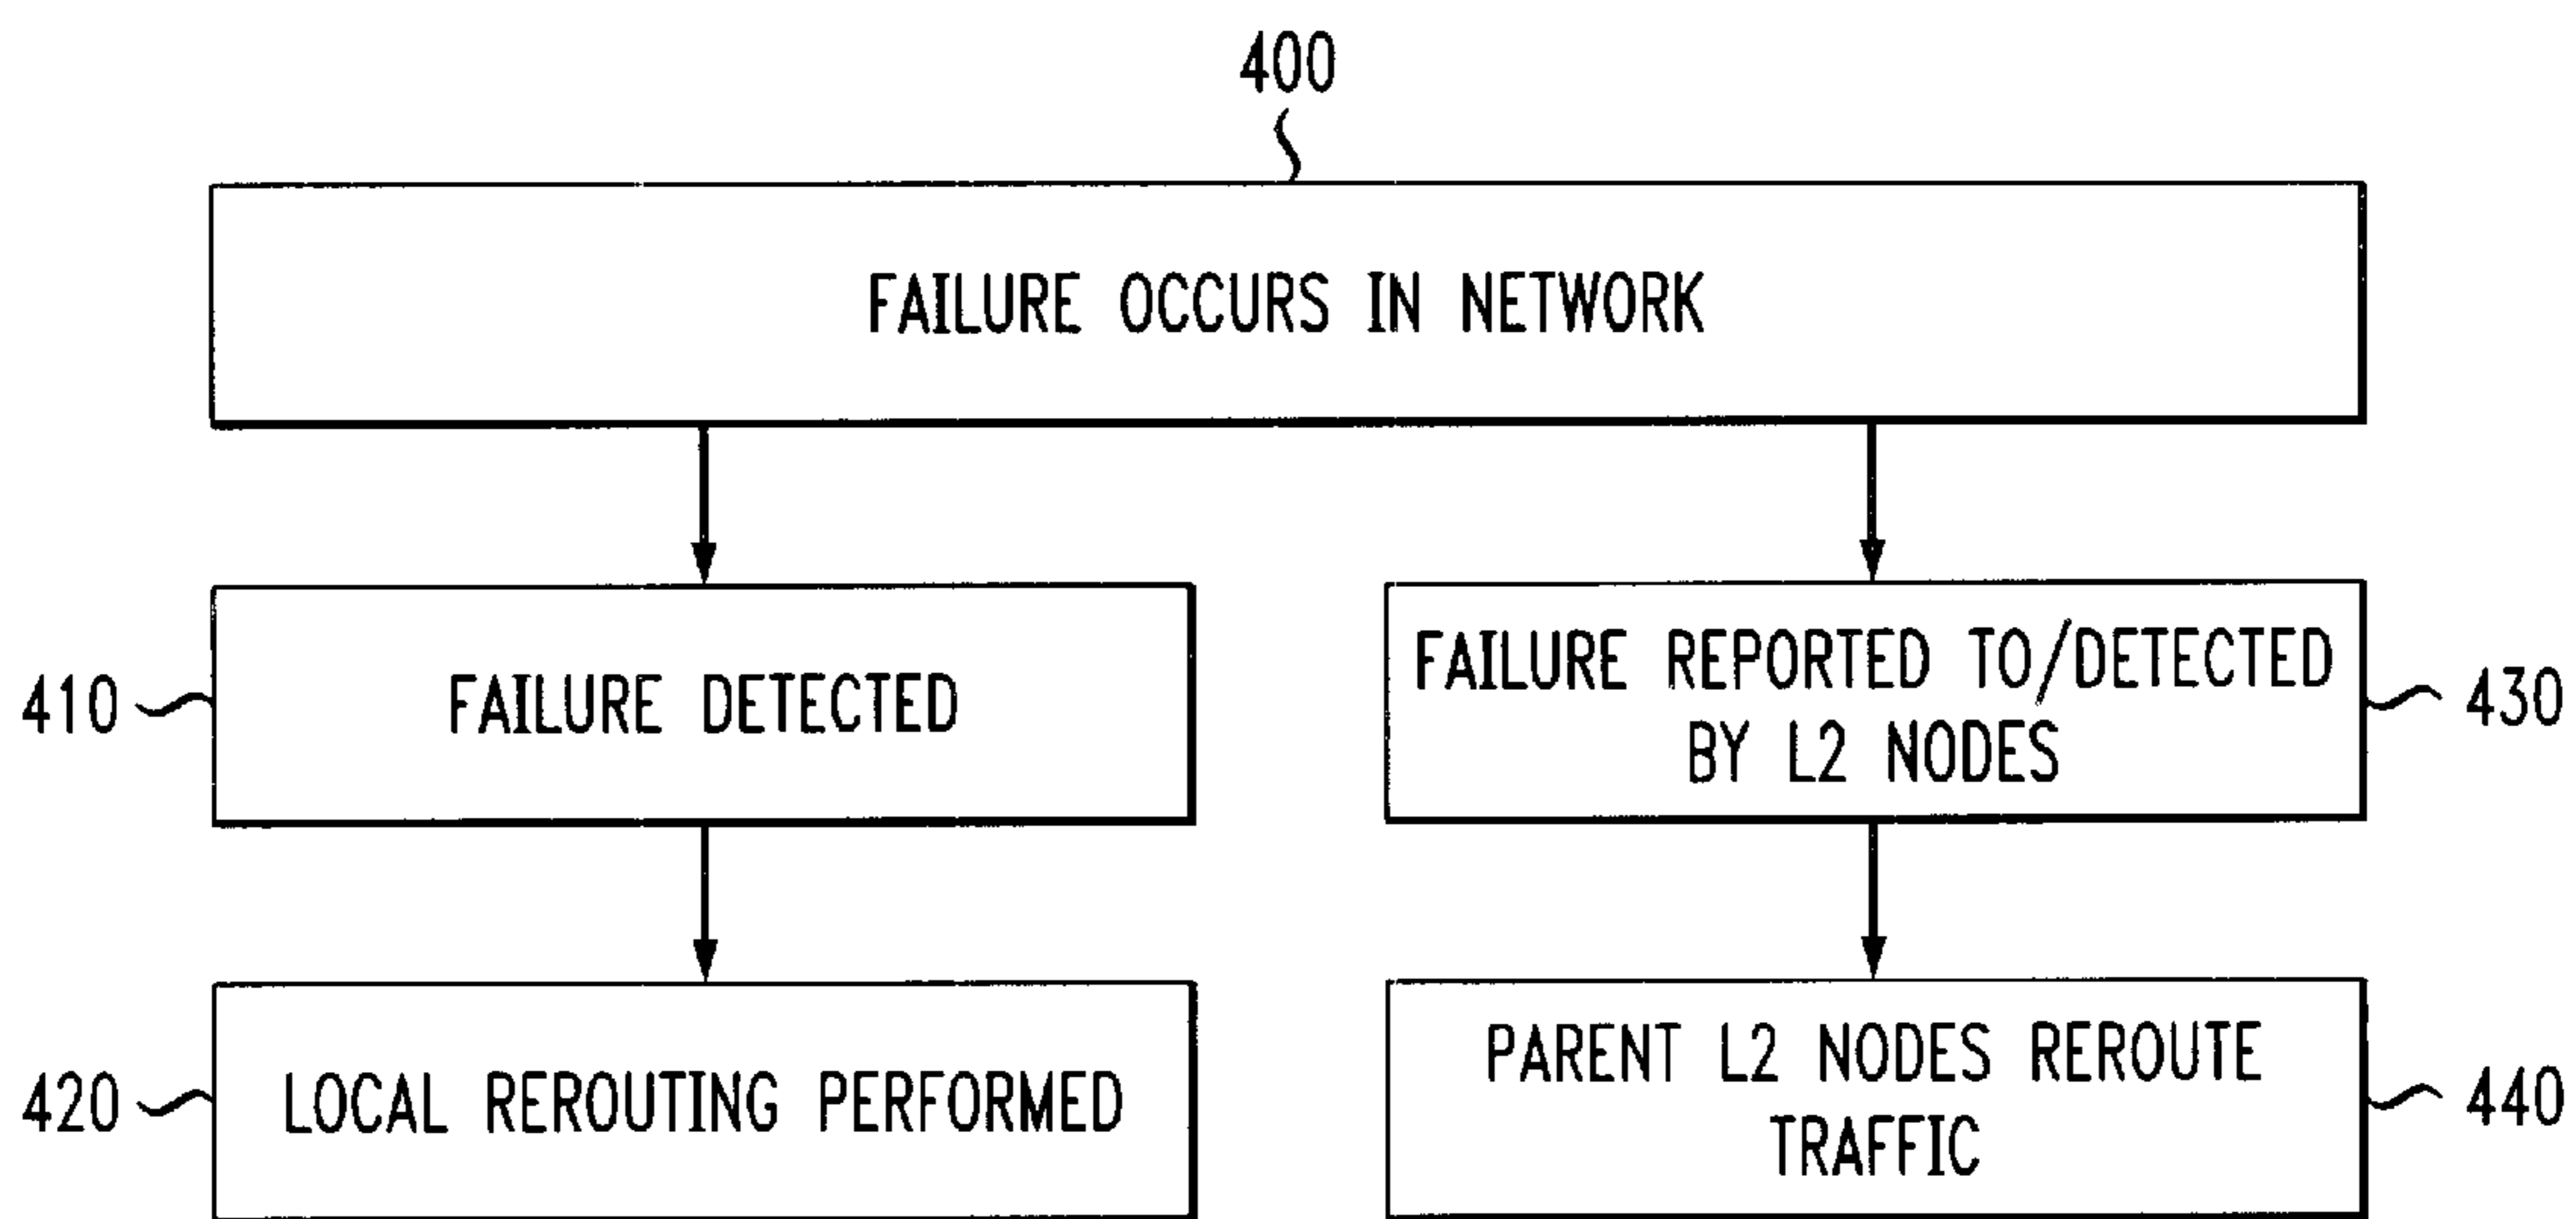 400
FAILURE OCCURS IN NETWORK
410
FAILURE DETECTED
FAILURE REPORTED TO/DETECTED
BY L2 NODES
430
420
LOCAL REROUTING PERFORMED
PARENT L2 NODES REROUTE
TRAFFIC
440